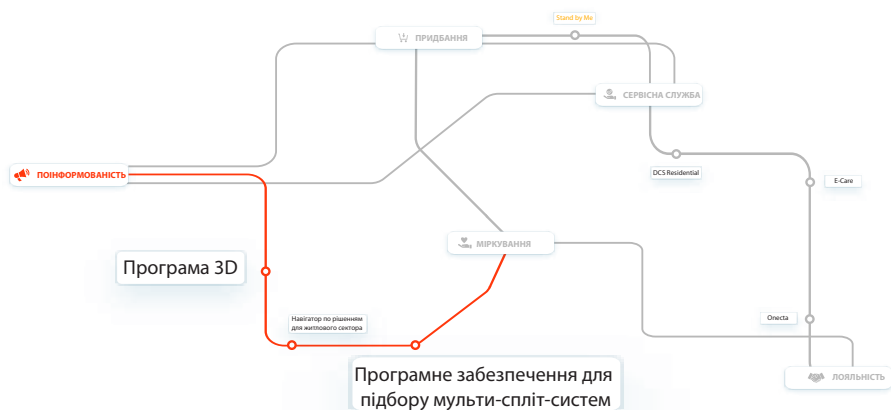 Stand by Me
ПРИДБАННЯ
СЕРВІСНА СЛУЖБА
ПОІНФОРМОВАНІСТЬ
DCS Residential
E-Care
МІРКУВАННЯ
Програма 3D
Навігатор по рішенням
для житлового сектора
Onecta
Програмне забезпечення для
підбору мульти-спліт-систем
ЛОЯЛЬНІСТЬ